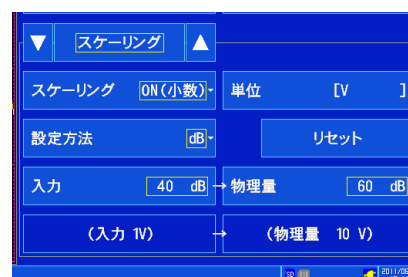 ▼ スケーリング ▲
スケーリング ON(小数) 単位 [V ]
設定方法 dB リセット
入力 40 dB → 物理量 60 dB
(入力 1V) → (物理量 10 V)
SD